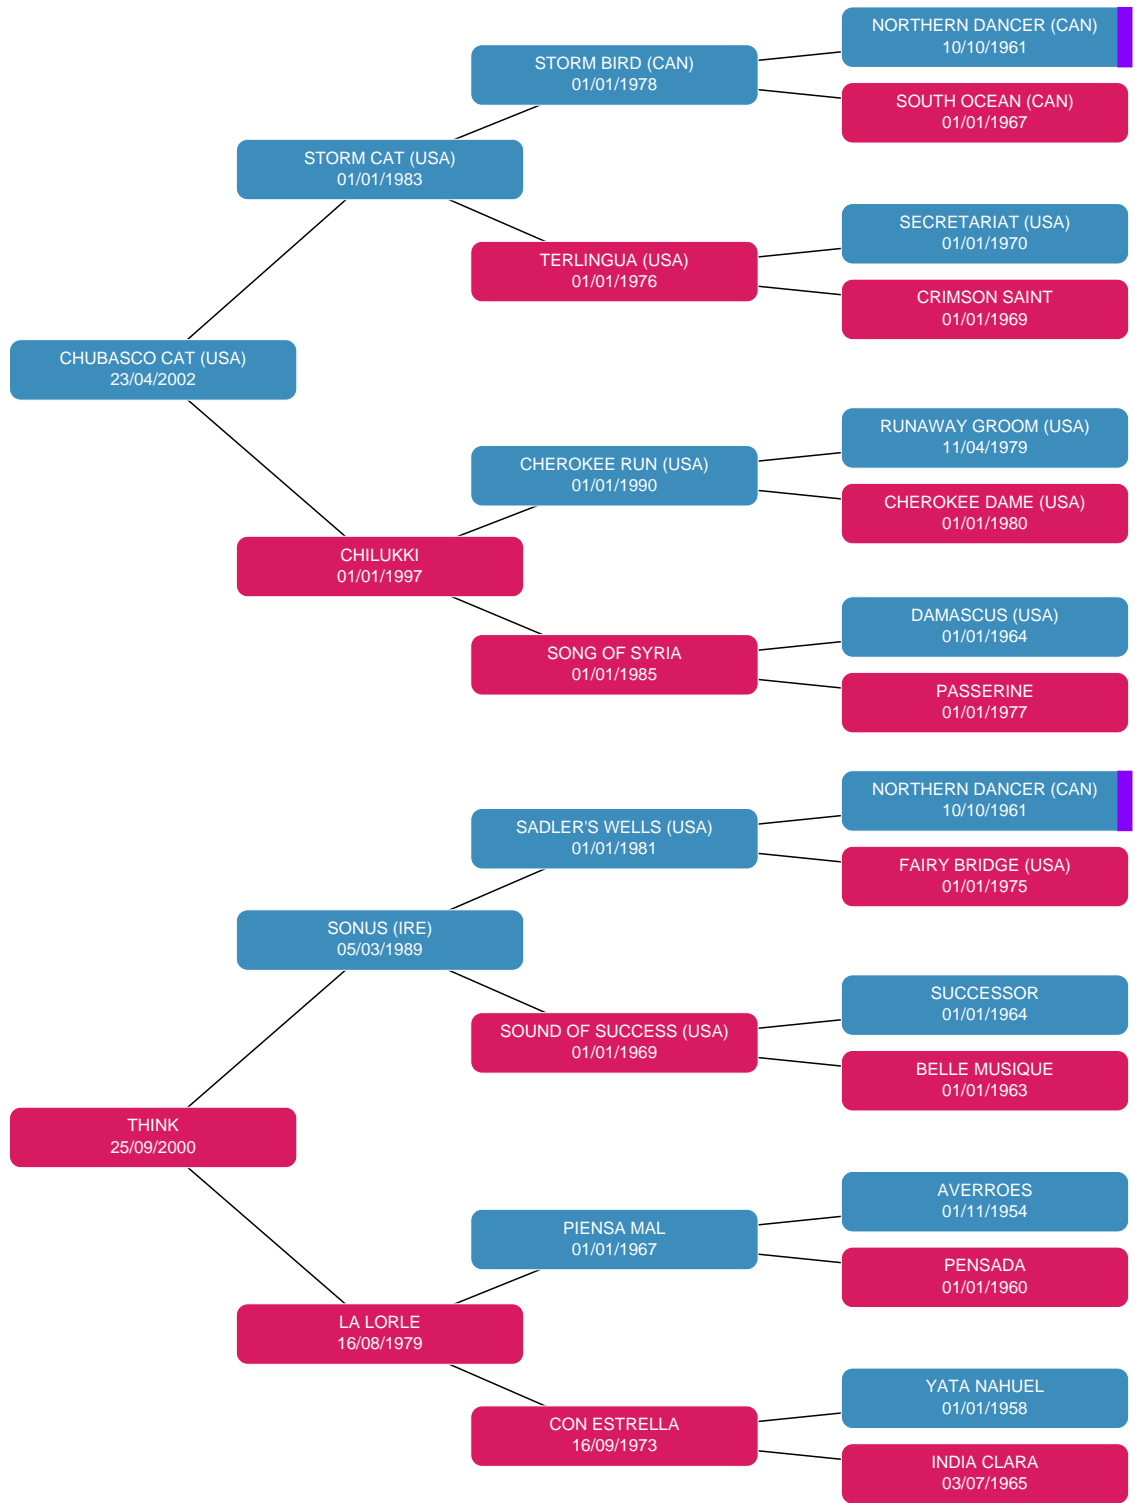 NORTHERN DANCER (CAN)
10/10/1961
STORM BIRD (CAN)
01/01/1978
SOUTH OCEAN (CAN)
01/01/1967
STORM CAT (USA)
01/01/1983
SECRETARIAT (USA)
01/01/1970
TERLINGUA (USA)
01/01/1976
CRIMSON SAINT
01/01/1969
CHUBASCO CAT (USA)
23/04/2002
RUNAWAY GROOM (USA)
11/04/1979
CHEROKEE RUN (USA)
01/01/1990
CHEROKEE DAME (USA)
01/01/1980
CHILUKKI
01/01/1997
DAMASCUS (USA)
01/01/1964
SONG OF SYRIA
01/01/1985
PASSERINE
01/01/1977
NORTHERN DANCER (CAN)
10/10/1961
SADLER'S WELLS (USA)
01/01/1981
FAIRY BRIDGE (USA)
01/01/1975
SONUS (IRE)
05/03/1989
SUCCESSOR
01/01/1964
SOUND OF SUCCESS (USA)
01/01/1969
BELLE MUSIQUE
01/01/1963
THINK
25/09/2000
AVERROES
01/11/1954
PIENSA MAL
01/01/1967
PENSADA
01/01/1960
LA LORLE
16/08/1979
YATA NAHUEL
01/01/1958
CON ESTRELLA
16/09/1973
INDIA CLARA
03/07/1965